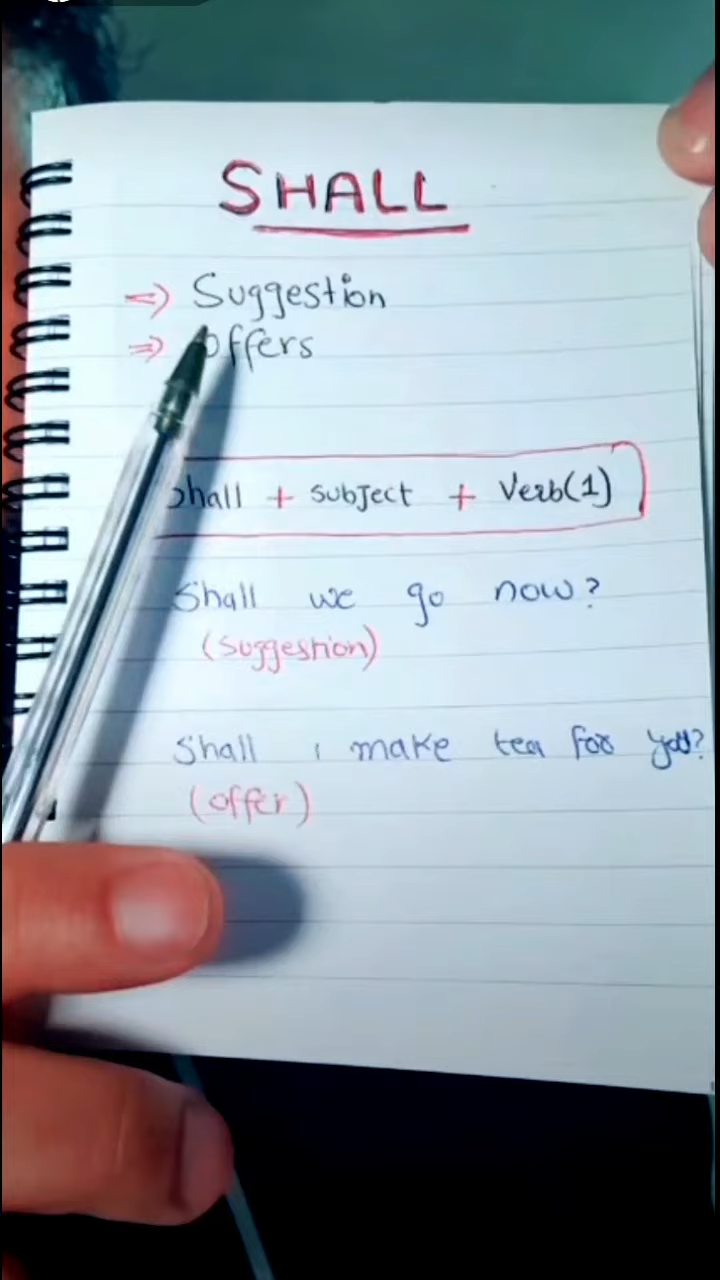 SHALL
⇒ Suggestion
⇒ Offers
Shall + subject + Verb(1)
Shall we go now?
(Suggestion)
Shall i make tea for you?
(offer)